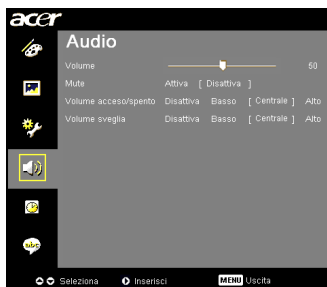 acer
Audio
Volume 50
Mute Attiva [ Disattiva ]
Volume acceso/spento Disattiva Basso [ Centrale ] Alto
Volume sveglia Disattiva Basso [ Centrale ] Alto
abc
Seleziona Inserisci MENU Uscita